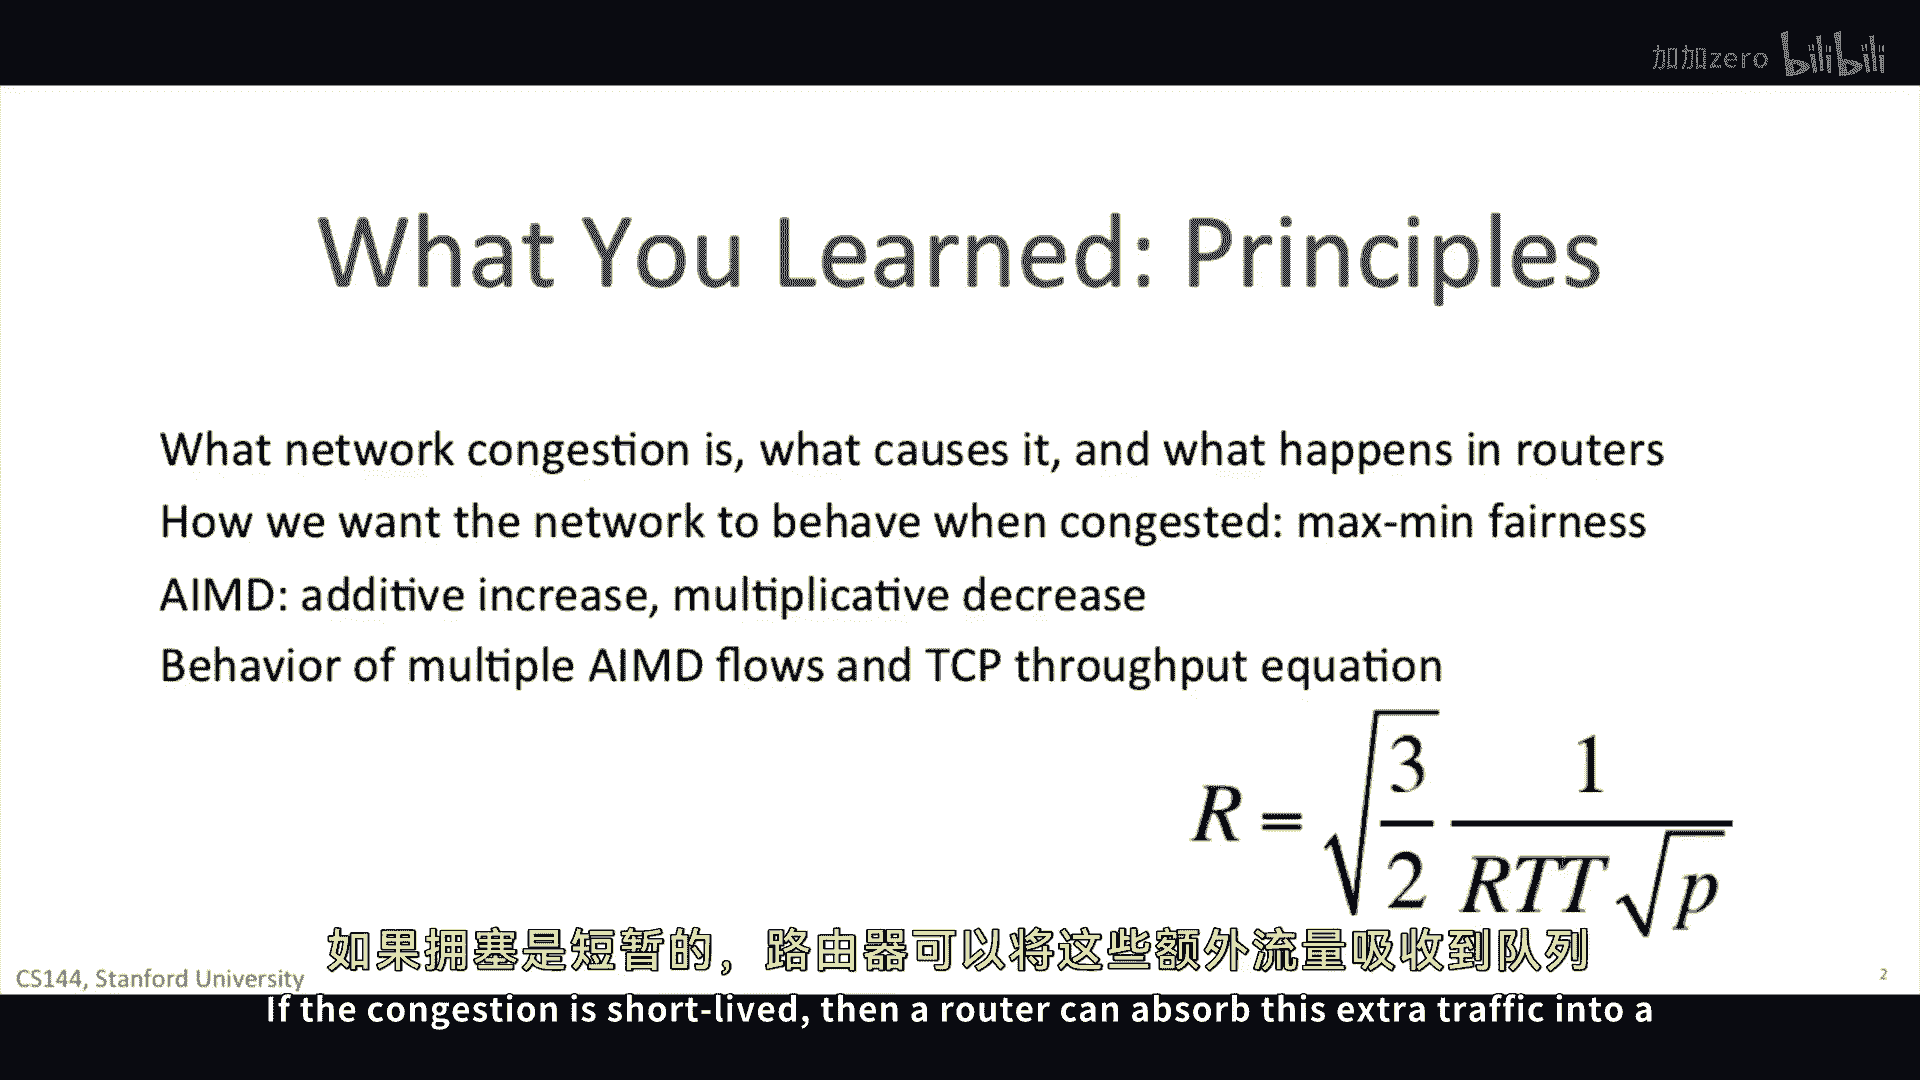 加加zero bilibili
What You Learned: Principles
What network congestion is, what causes it, and what happens in routers
How we want the network to behave when congested: max-min fairness
AIMD: additive increase, multiplicative decrease
Behavior of multiple AIMD flows and TCP throughput equation
R = √(3/2) 1/(RTT√p)
如果拥塞是短暂的，路由器可以将这些额外流量吸收到队列
CS144, Stanford University
2
If the congestion is short-lived, then a router can absorb this extra traffic into a